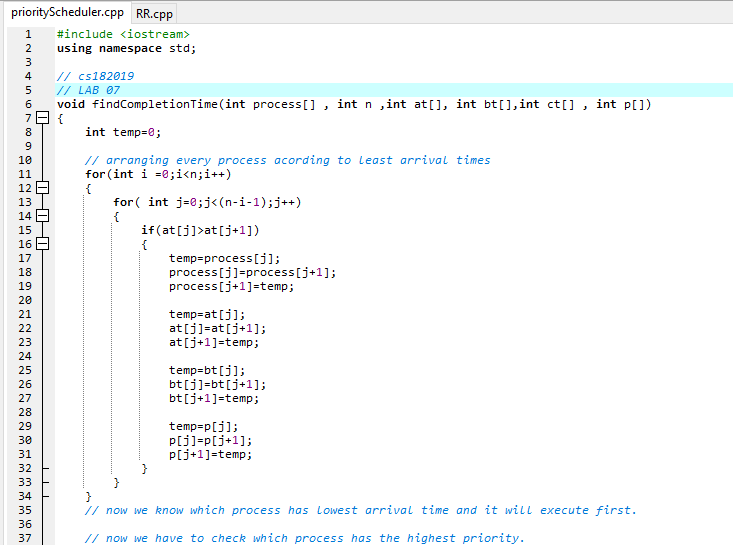 priorityScheduler.cpp RR.cpp
1 #include <iostream>
2 using namespace std;
3
4 // cs182019
5 // LAB 07
6 void findCompletionTime(int process[] , int n ,int at[], int bt[],int ct[] , int p[])
7 {
8 int temp=0;
9
10 // arranging every process acording to least arrival times
11 for(int i =0;i<n;i++)
12 {
13 for( int j=0;j<(n-i-1);j++)
14 {
15 if(at[j]>at[j+1])
16 {
17 temp=process[j];
18 process[j]=process[j+1];
19 process[j+1]=temp;
20
21 temp=at[j];
22 at[j]=at[j+1];
23 at[j+1]=temp;
24
25 temp=bt[j];
26 bt[j]=bt[j+1];
27 bt[j+1]=temp;
28
29 temp=p[j];
30 p[j]=p[j+1];
31 p[j+1]=temp;
32 }
33 }
34 }
35 // now we know which process has lowest arrival time and it will execute first.
36
37 // now we have to check which process has the highest priority.